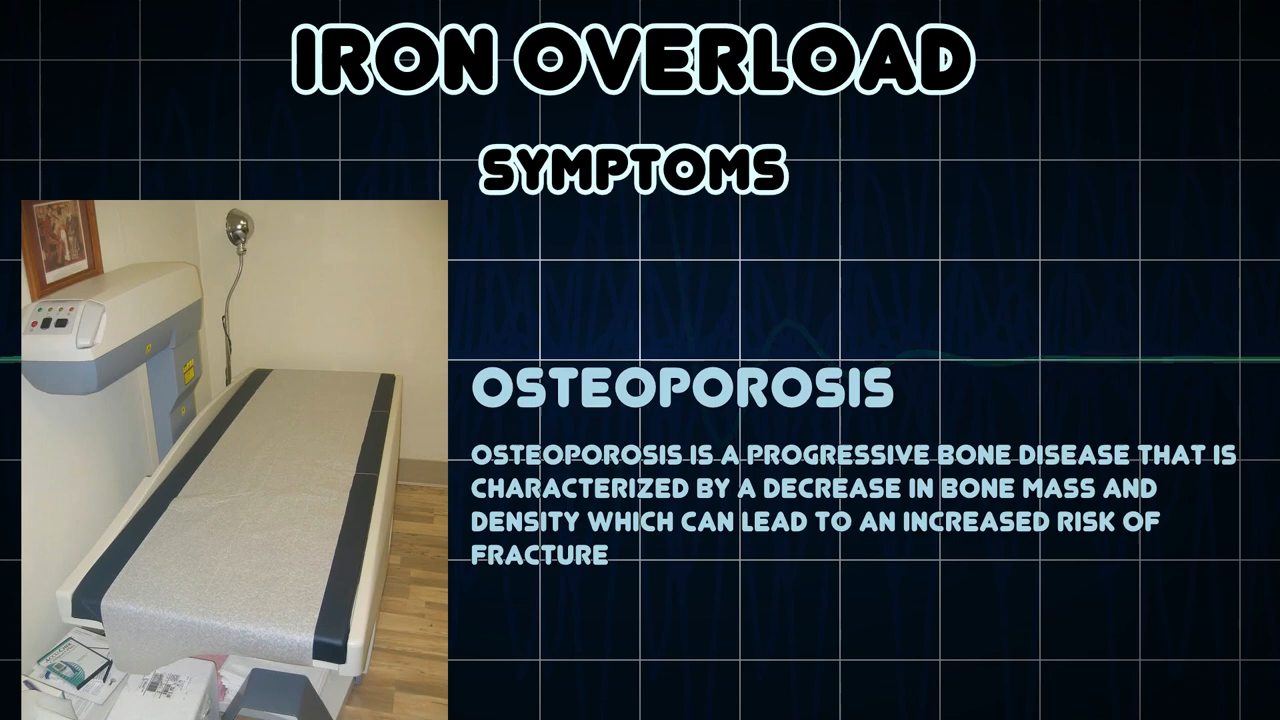 IRON OVERLOAD
SYMPTOMS
OSTEOPOROSIS
OSTEOPOROSIS IS A PROGRESSIVE BONE DISEASE THAT IS
CHARACTERIZED BY A DECREASE IN BONE MASS AND
DENSITY WHICH CAN LEAD TO AN INCREASED RISK OF
FRACTURE